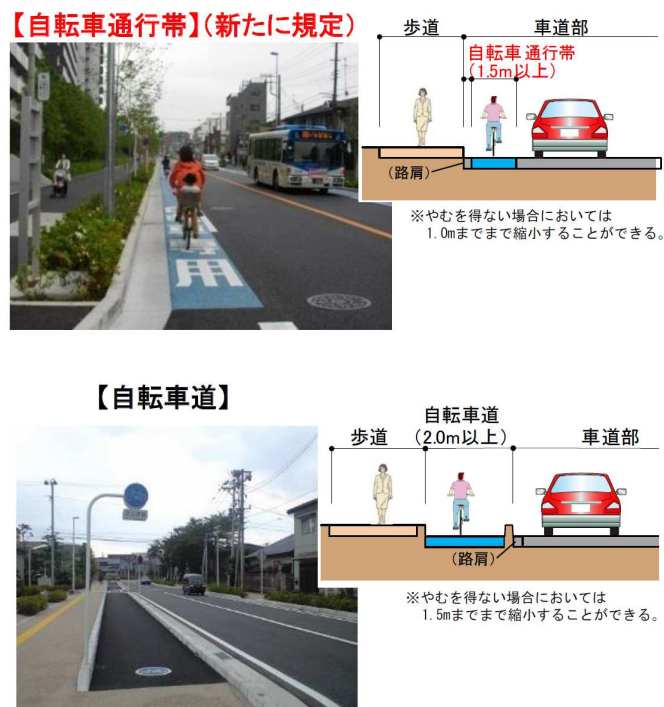 【自転車通行帯】(新たに規定)
歩道
車道部
自転車通行帯
(1.5m以上)
(路肩)
※やむを得ない場合においては
1.0mまでまで縮小することができる。
用
【自転車道】
自転車道
歩道
(2.0m以上)
車道部
(路肩)
※やむを得ない場合においては
1.5mまでまで縮小することができる。